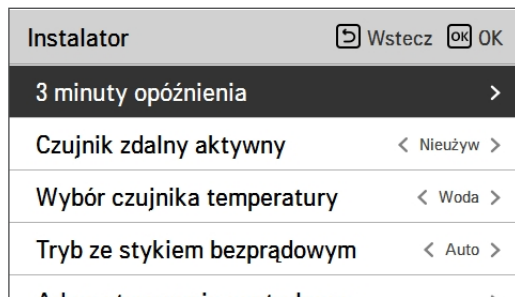 Instalator Wstecz OK OK
3 minuty opóźnienia >
Czujnik zdalny aktywny < Nieużyw >
Wybór czujnika temperatury < Woda >
Tryb ze stykiem bezprądowym < Auto >